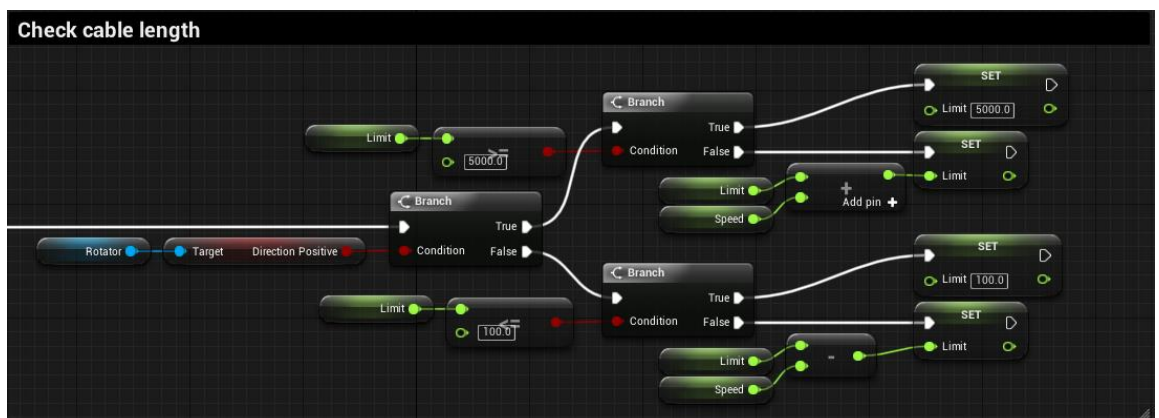 Check cable length
SET
Limit 5000.0
Branch
True
Condition False
Limit
>=
5000.0
SET
Limit
Limit
+
Speed
Add pin +
Branch
True
Rotator Target Direction Positive Condition False
SET
Limit 100.0
Branch
True
Condition False
Limit
<=
100.0
SET
Limit
Limit
-
Speed